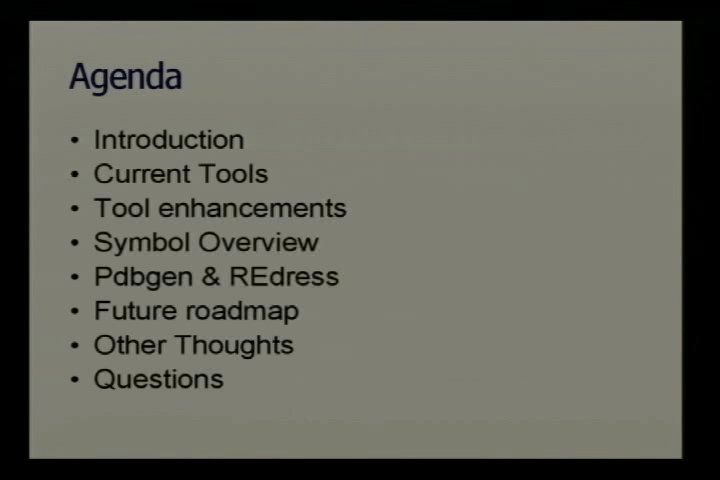 Agenda
• Introduction
• Current Tools
• Tool enhancements
• Symbol Overview
• Pdbgen & REdress
• Future roadmap
• Other Thoughts
• Questions